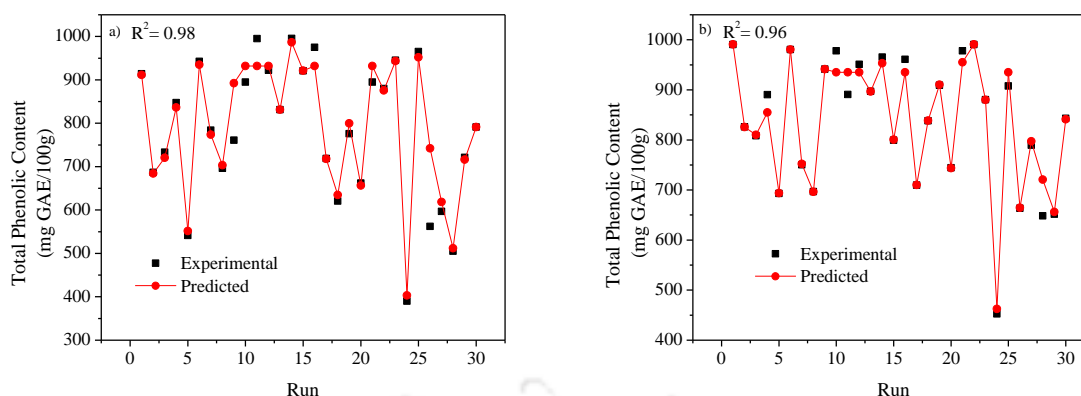 a) R²= 0.98
Total Phenolic Content
(mg GAE/100g)
1000
900
800
700
600
500
400
300
Experimental
Predicted
0 5 10 15 20 25 30
Run
b) R²= 0.96
Total Phenolic Content
(mg GAE/100g)
1000
900
800
700
600
500
400
Experimental
Predicted
0 5 10 15 20 25 30
Run